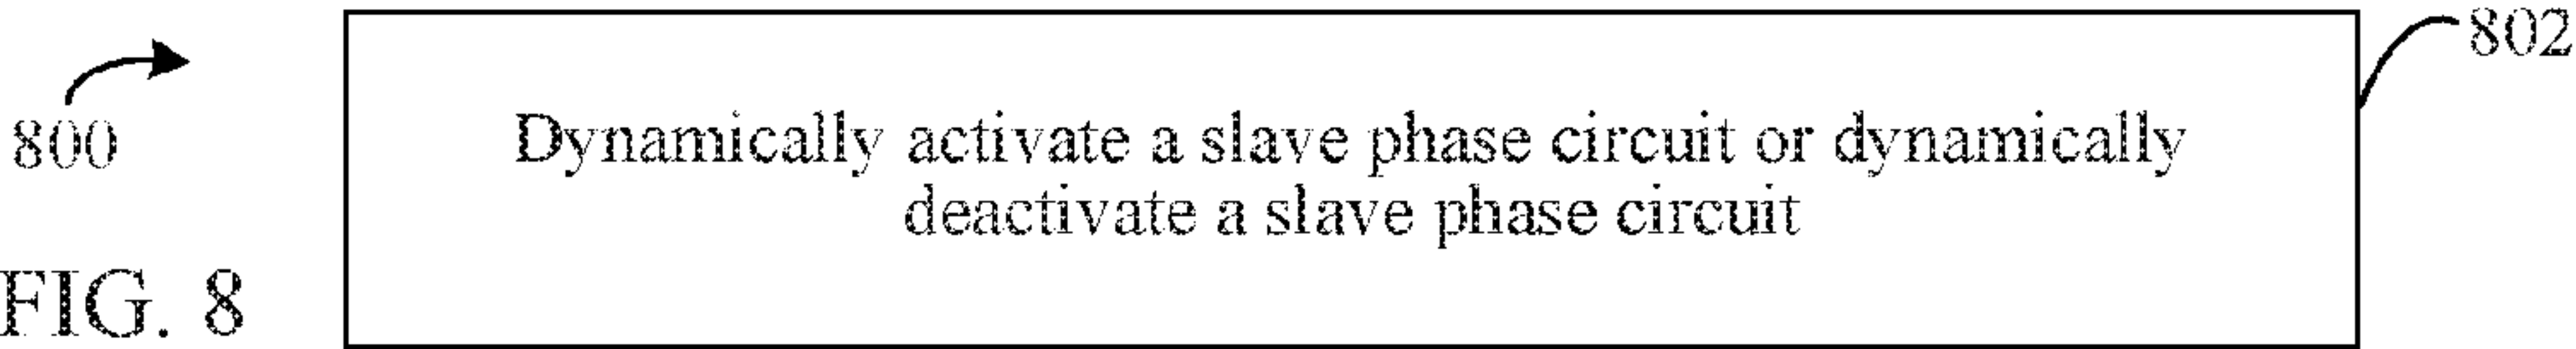 802
800
Dynamically activate a slave phase circuit or dynamically
deactivate a slave phase circuit
FIG. 8